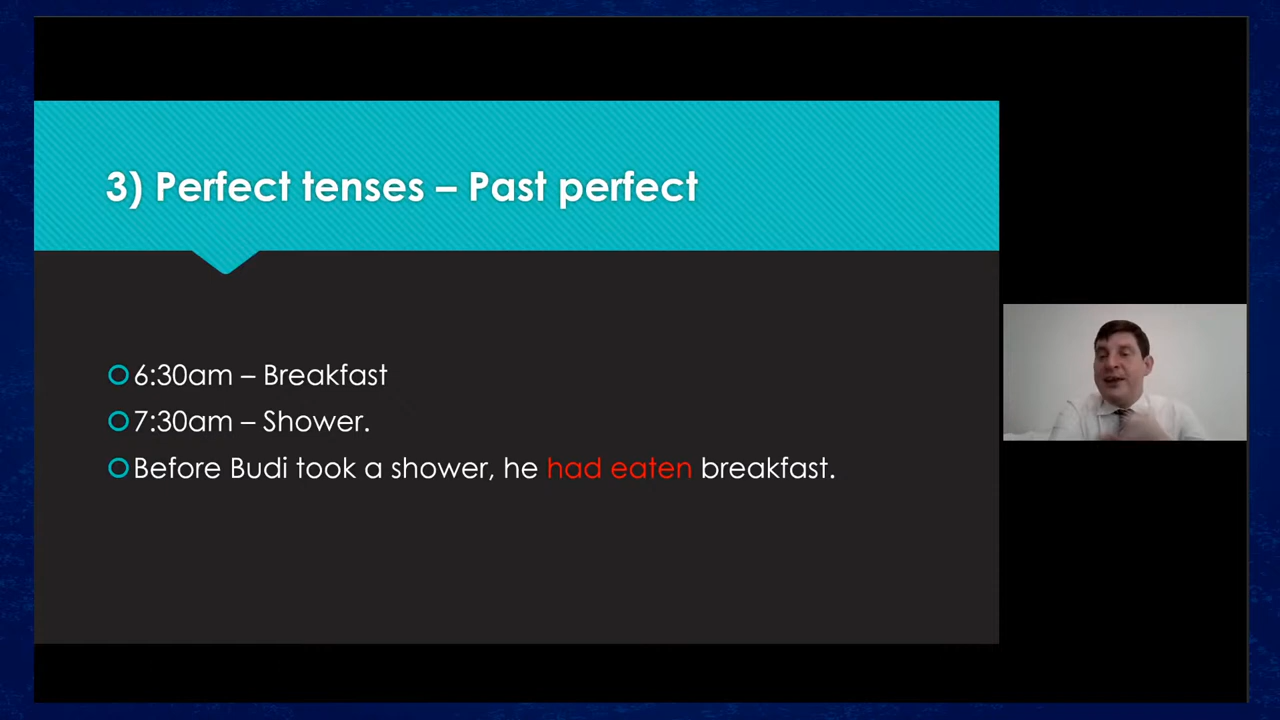 3) Perfect tenses – Past perfect
6:30am – Breakfast
7:30am – Shower.
Before Budi took a shower, he had eaten breakfast.